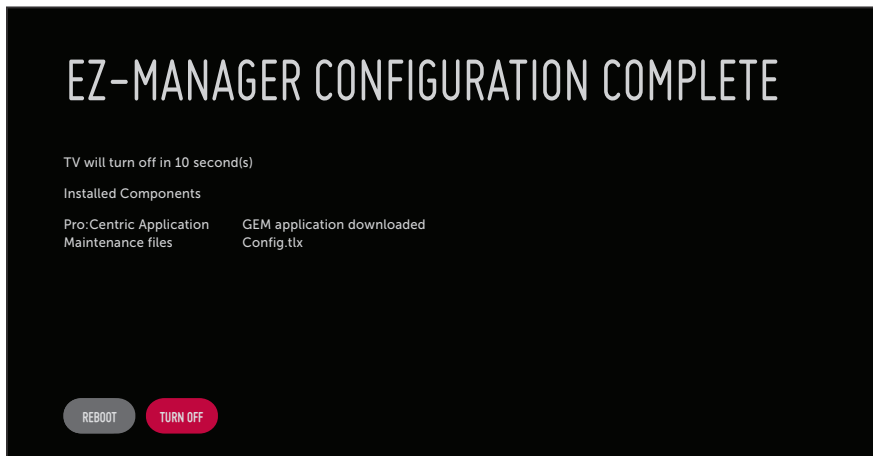 EZ-MANAGER CONFIGURATION COMPLETE
TV will turn off in 10 second(s)
Installed Components
Pro:Centric Application GEM application downloaded
Maintenance files Config.tlx
REBOOT TURN OFF